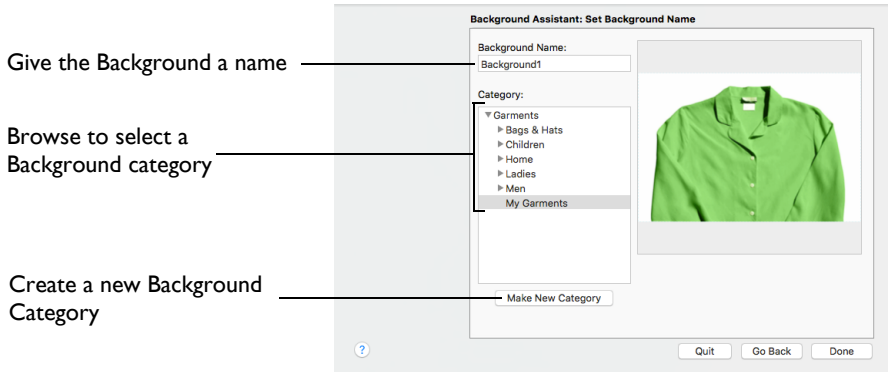 Background Assistant: Set Background Name
Give the Background a name
Background Name:
Background1
Browse to select a
Background category
Category:
Garments
Bags & Hats
Children
Home
Ladies
Men
My Garments
Create a new Background
Category
Make New Category
?
Quit
Go Back
Done